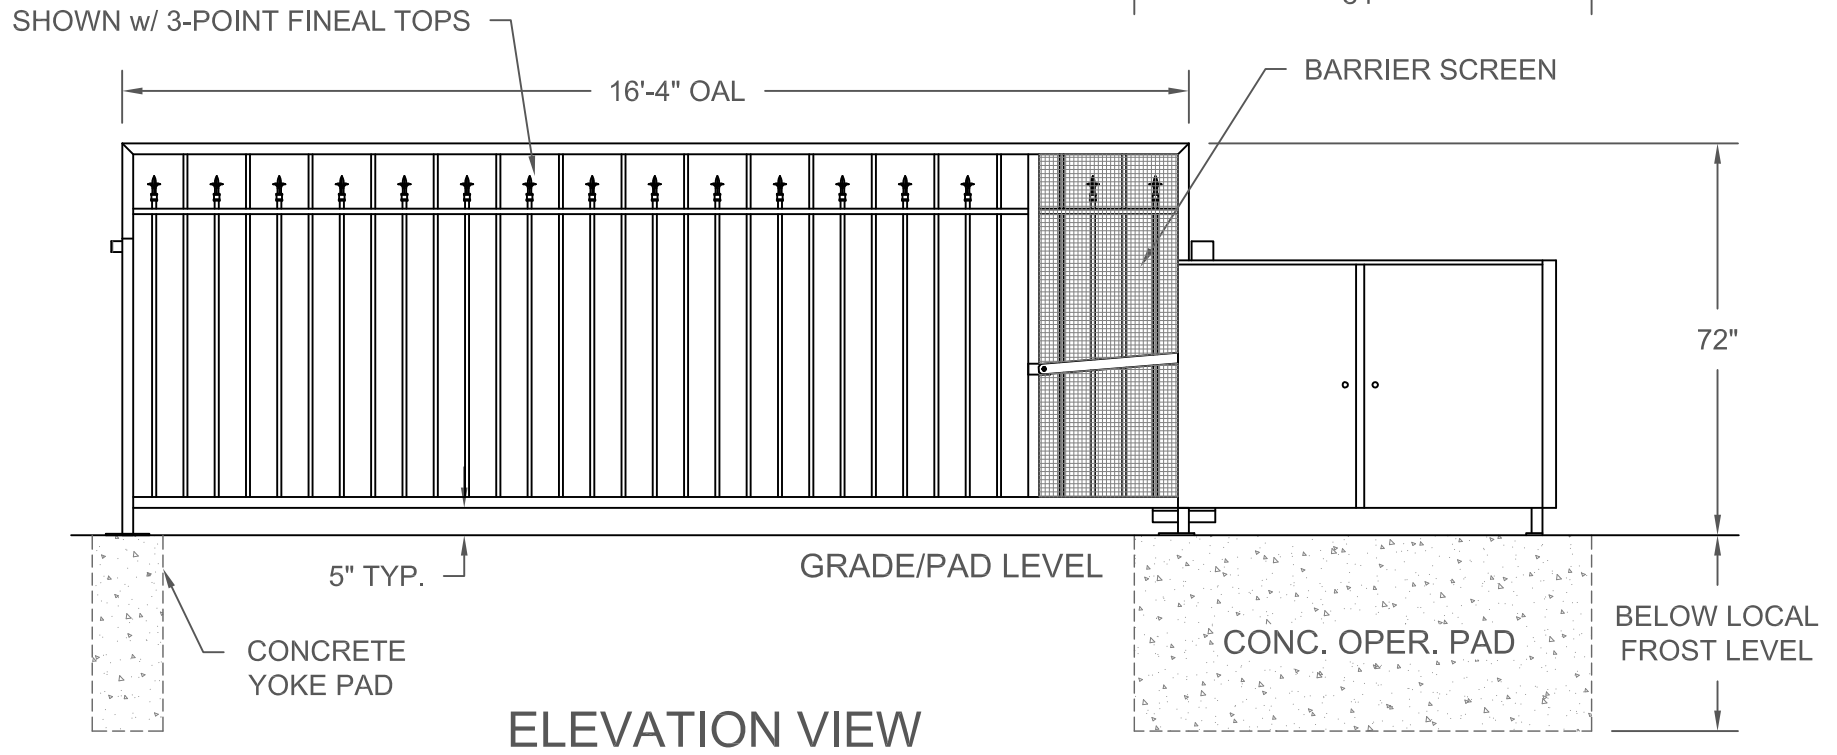 SHOWN w/ 3-POINT FINEAL TOPS
16'-4" OAL
BARRIER SCREEN
72"
5" TYP.
GRADE/PAD LEVEL
CONCRETE
YOKE PAD
CONC. OPER. PAD
BELOW LOCAL
FROST LEVEL
ELEVATION VIEW